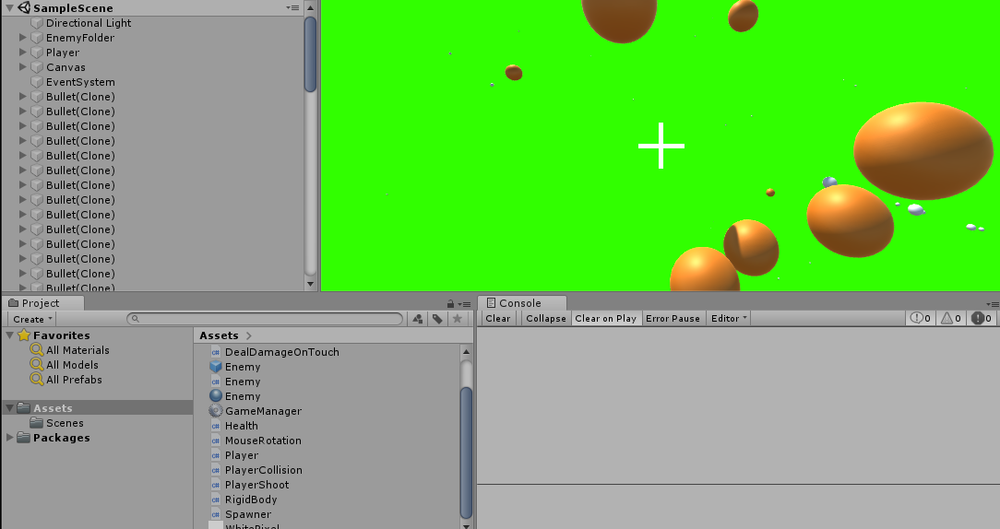 SampleScene
Directional Light
EnemyFolder
Player
Canvas
EventSystem
Bullet(Clone)
Bullet(Clone)
Bullet(Clone)
Bullet(Clone)
Bullet(Clone)
Bullet(Clone)
Bullet(Clone)
Bullet(Clone)
Bullet(Clone)
Bullet(Clone)
Bullet(Clone)
Bullet(Clone)
Bullet(Clone)
Bullet(Clone)
Project
Create
Favorites
All Materials
All Models
All Prefabs
Assets
Scenes
Packages
Assets
DealDamageOnTouch
Enemy
Enemy
Enemy
GameManager
Health
MouseRotation
Player
PlayerCollision
PlayerShoot
RigidBody
Spawner
WhitePixel
Console
Clear Collapse Clear on Play Error Pause Editor 0 0 0